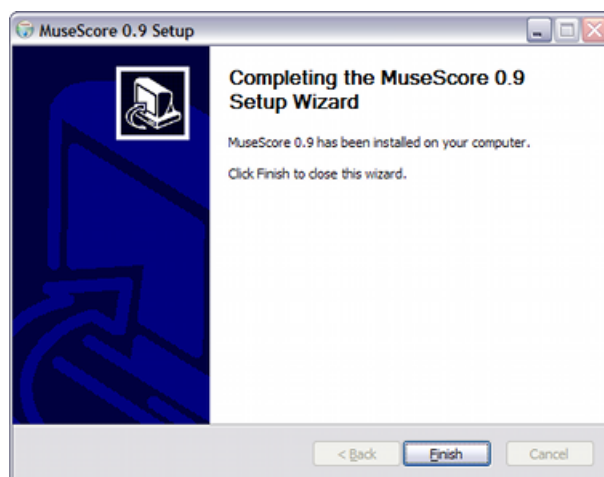 MuseScore 0.9 Setup
Completing the MuseScore 0.9
Setup Wizard
MuseScore 0.9 has been installed on your computer.
Click Finish to close this wizard.
< Back
Finish
Cancel